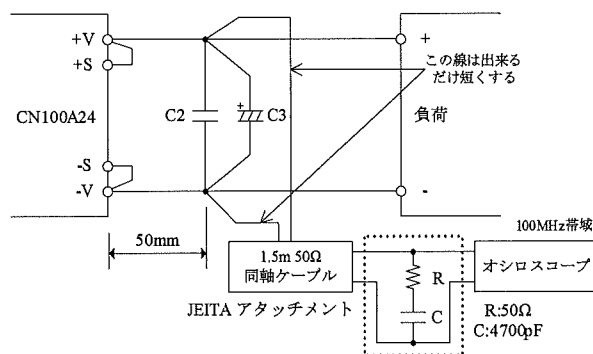 +V
+S
CN100A24
-S
-V
C2
+
C3
この線は出来る
だけ短くする
+
負荷
-
50mm
1.5m 50Ω
同軸ケーブル
JEITA アタッチメント
R
C
100MHz帯域
オシロスコープ
R:50Ω
C:4700pF